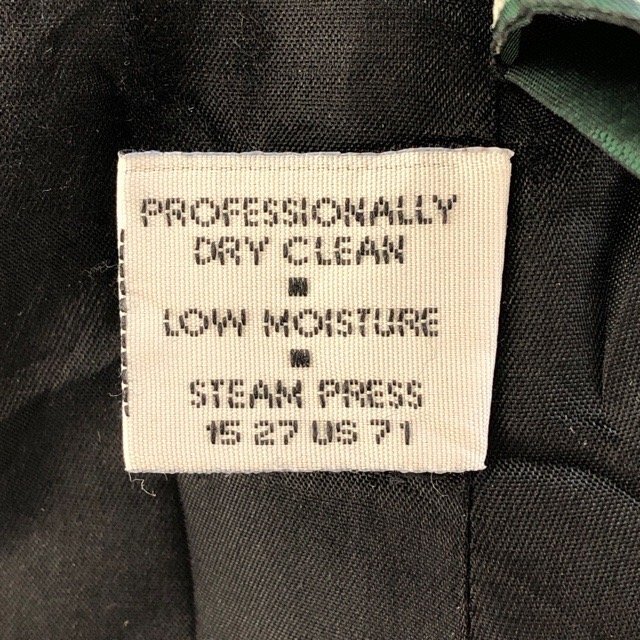 PROFESSIONALLY
DRY CLEAN
LOW MOISTURE
STEAM PRESS
15 27 US 71